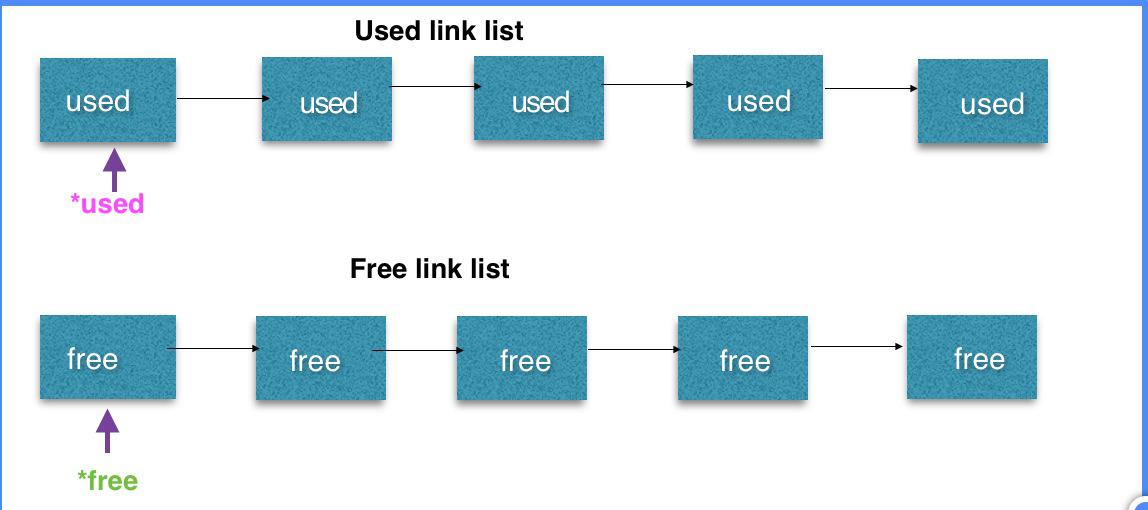 Used link list
used used used used used
*used
Free link list
free free free free free
*free